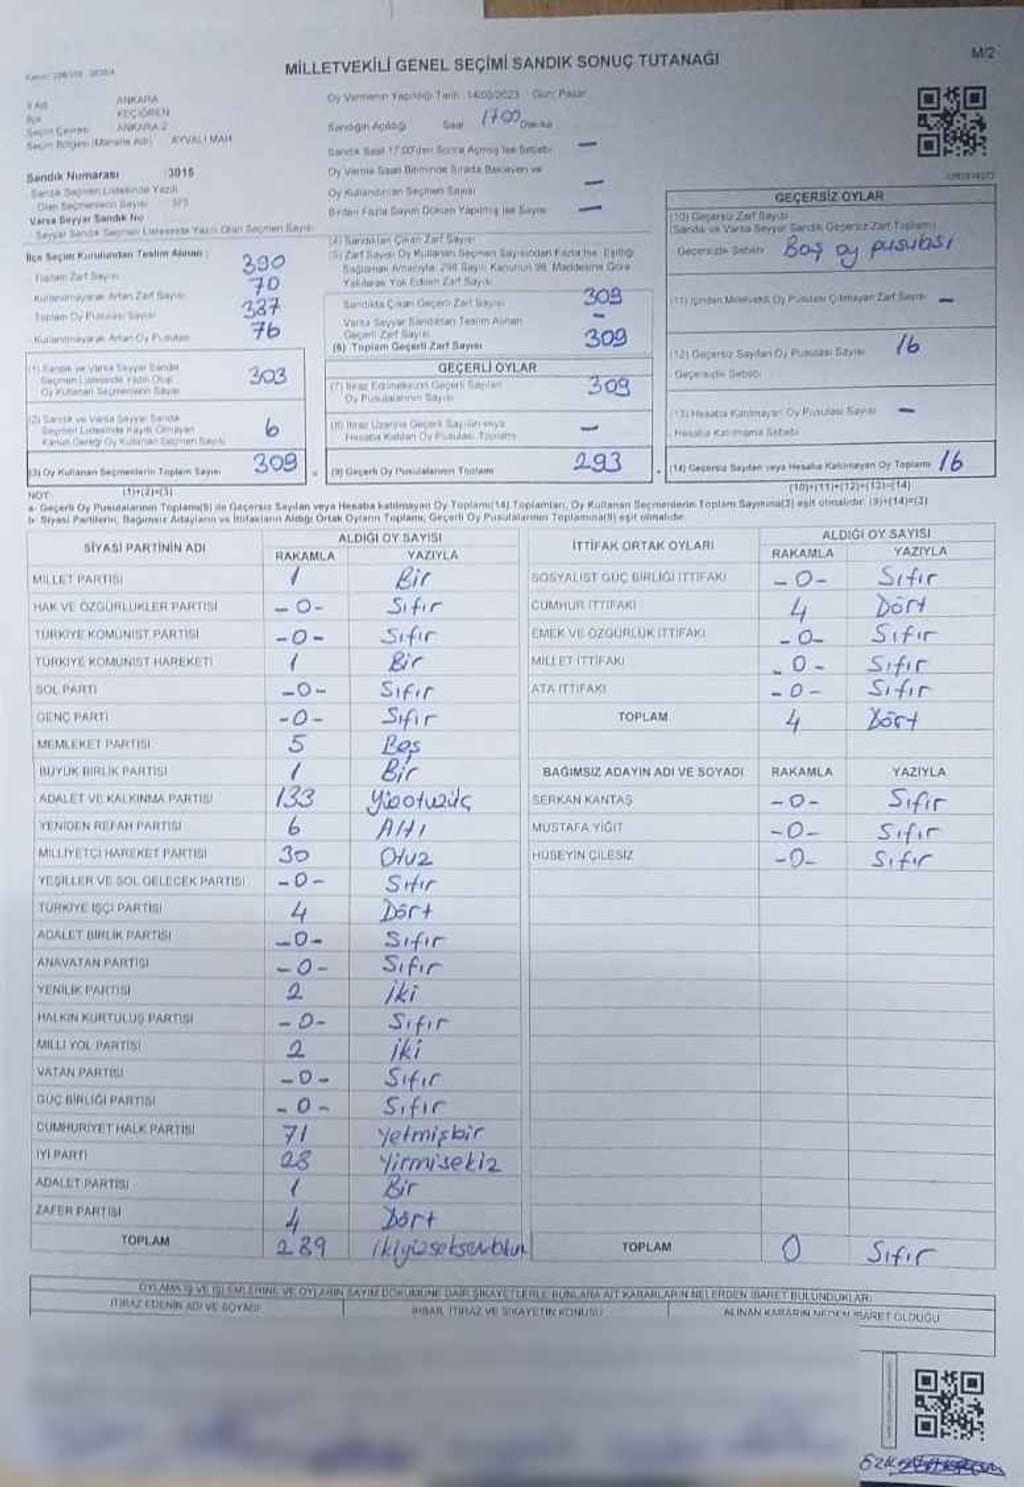 MİLLETVEKİLİ GENEL SEÇİMİ SANDIK SONUÇ TUTANAĞI
M/2
ANKARA
KEÇİÖREN
Seçim Çevresi ANKARA-2
Seçim Bölgesi (Mahalle Adı) AYVALI MAH
Oy Vermenin Yapıldığı Tarih 14/05/2023 Gün: Pazar
Sandığın Açıldığı Saat 17:00 Dakika
Sandık Saat 17:00'den Sonra Açılmış İse Sebebi —
Oy Verme Saati Bitiminde Sırada Bekleyen ve
Oy Kullandırılan Seçmen Sayısı —
Birden Fazla Sayım Döküm Yapılmış İse Sayısı —
Sandık Numarası 3016
Sandık Seçmen Listesinde Yazılı
Olan Seçmenlerin Sayısı
Varsa Seyyar Sandık No
Seyyar Sandık Seçmen Listesinde Yazılı Olan Seçmen Sayısı
İlçe Seçim Kurulundan Teslim Alınan
Toplam Zarf Sayısı 390
Kullanılmayarak Artan Zarf Sayısı 70
Toplam Oy Pusulası Sayısı 387
Kullanılmayarak Artan Oy Pusulası 76
(1) Sandık ve Varsa Seyyar Sandık
Seçmen Listesinde Yazılı Olup
Oy Kullanan Seçmenlerin Sayısı 303
(2) Sandık ve Varsa Seyyar Sandık
Seçmen Listesinde Kayıtlı Olmayan
Kanun Gereği Oy Kullanan Seçmen Sayısı 6
(3) Oy Kullanan Seçmenlerin Toplam Sayısı 309
(1)+(2)=(3)
(4) Sandıktan Çıkan Zarf Sayısı
(5) Zarf Sayısı Oy Kullanan Seçmen Sayısından Fazla İse, Eşitliği
Sağlamak Amacıyla; 298 Sayılı Kanunun 98. Maddesine Göre
Yakılarak Yok Edilen Zarf Sayısı
Sandıkta Çıkan Geçerli Zarf Sayısı 309
Varsa Seyyar Sandıktan Teslim Alınan
Geçerli Zarf Sayısı —
(6) Toplam Geçerli Zarf Sayısı 309
GEÇERLİ OYLAR
(7) İtiraz Edilmeksizin Geçerli Sayılan
Oy Pusulalarının Sayısı 309
(8) İtiraz Üzerine Geçerli Sayılan veya
Hesaba Katılan Oy Pusulası Toplamı —
(9) Geçerli Oy Pusulalarının Toplamı 293
GEÇERSİZ OYLAR
(10) Geçersiz Zarf Sayısı
(Sandık ve Varsa Seyyar Sandık Geçersiz Zarf Toplamı)
Geçersizlik Sebebi Boş oy pusulası
(11) İçinden Milletvekili Oy Pusulası Çıkmayan Zarf Sayısı —
(12) Geçersiz Sayılan Oy Pusulası Sayısı 16
Geçersizlik Sebebi
(13) Hesaba Katılmayan Oy Pusulası Sayısı —
Hesaba Katılmama Sebebi
(14) Geçersiz Sayılan veya Hesaba Katılmayan Oy Toplamı 16
(10)+(11)+(12)+(13)=(14)
NOT
a- Geçerli Oy Pusulalarının Toplamı(9) ile Geçersiz Sayılan veya Hesaba katılmayan Oy Toplamı(14) Toplamları, Oy Kullanan Seçmenlerin Toplam Sayısına(3) eşit olmalıdır. (9)+(14)=(3)
b- Siyasi Partilerin, Bağımsız Adayların ve İttifakların Aldığı Ortak Oyların Toplamı, Geçerli Oy Pusulalarının Toplamına(9) eşit olmalıdır.
SİYASİ PARTİNİN ADI ALDIĞI OY SAYISI
RAKAMLA YAZIYLA
MİLLET PARTİSİ 1 Bir
HAK VE ÖZGÜRLÜKLER PARTİSİ -0- Sıfır
TÜRKİYE KOMÜNİST PARTİSİ -0- Sıfır
TÜRKİYE KOMÜNİST HAREKETİ 1 Bir
SOL PARTİ -0- Sıfır
GENÇ PARTİ -0- Sıfır
MEMLEKET PARTİSİ 5 Beş
BÜYÜK BİRLİK PARTİSİ 1 Bir
ADALET VE KALKINMA PARTİSİ 133 Yüzotuzüç
YENİDEN REFAH PARTİSİ 6 Altı
MİLLİYETÇİ HAREKET PARTİSİ 30 Otuz
YEŞİLLER VE SOL GELECEK PARTİSİ -0- Sıfır
TÜRKİYE İŞÇİ PARTİSİ 4 Dört
ADALET BİRLİK PARTİSİ -0- Sıfır
ANAVATAN PARTİSİ -0- Sıfır
YENİLİK PARTİSİ 2 İki
HALKIN KURTULUŞ PARTİSİ -0- Sıfır
MİLLİ YOL PARTİSİ 2 İki
VATAN PARTİSİ -0- Sıfır
GÜÇ BİRLİĞİ PARTİSİ -0- Sıfır
CUMHURİYET HALK PARTİSİ 71 Yetmişbir
İYİ PARTİ 28 Yirmisekiz
ADALET PARTİSİ 1 Bir
ZAFER PARTİSİ 4 Dört
TOPLAM 289
İTTİFAK ORTAK OYLARI ALDIĞI OY SAYISI
RAKAMLA YAZIYLA
SOSYALİST GÜÇ BİRLİĞİ İTTİFAKI -0- Sıfır
CUMHUR İTTİFAKI 4 Dört
EMEK VE ÖZGÜRLÜK İTTİFAKI -0- Sıfır
MİLLET İTTİFAKI -0- Sıfır
ATA İTTİFAKI -0- Sıfır
TOPLAM 4 Dört
BAĞIMSIZ ADAYIN ADI VE SOYADI RAKAMLA YAZIYLA
SERKAN KANTAŞ -0- Sıfır
MUSTAFA YİĞİT -0- Sıfır
HÜSEYİN ÇİLESİZ -0- Sıfır
TOPLAM 0 Sıfır
OYLAMA İŞ VE İŞLEMLERİNE VE OYLARIN SAYIM DÖKÜMÜNE DAİR ŞİKAYETLERLE BUNLARA AİT KARARLARIN NELERDEN İBARET BULUNDUKLARI
İTİRAZ EDENİN ADI VE SOYADI İHBAR, İTİRAZ VE ŞİKAYETİN KONUSU ALINAN KARARIN NEDEN İBARET OLDUĞU